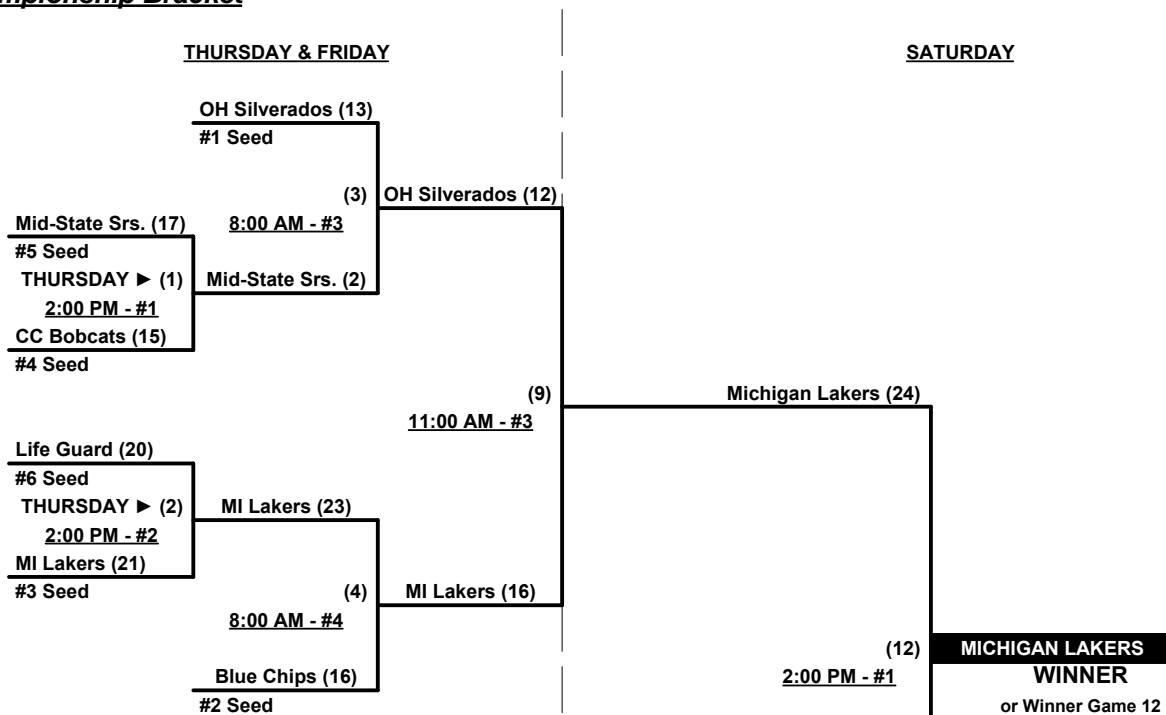 mpionship Bracket
THURSDAY & FRIDAY
SATURDAY
OH Silverados (13)
#1 Seed
(3)
OH Silverados (12)
8:00 AM - #3
Mid-State Srs. (17)
#5 Seed
THURSDAY ► (1)
Mid-State Srs. (2)
2:00 PM - #1
CC Bobcats (15)
#4 Seed
(9)
Michigan Lakers (24)
11:00 AM - #3
Life Guard (20)
#6 Seed
THURSDAY ► (2)
MI Lakers (23)
2:00 PM - #2
MI Lakers (21)
#3 Seed
(4)
MI Lakers (16)
8:00 AM - #4
Blue Chips (16)
#2 Seed
(12)
MICHIGAN LAKERS
2:00 PM - #1
WINNER
or Winner Game 12